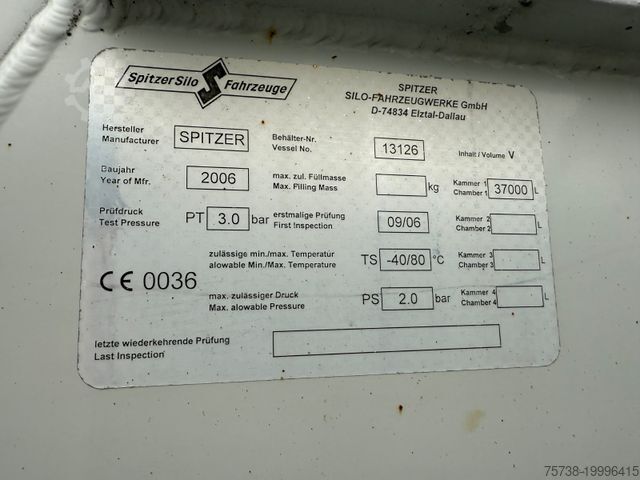 SpitzerSilo Fahrzeuge
SPITZER
SILO-FAHRZEUGWERKE GmbH
D-74834 Elztal-Dallau
Hersteller
Manufacturer
SPITZER
Behälter-Nr.
Vessel No.
13126
Inhalt / Volume V
Baujahr
Year of Mfr.
2006
max. zul. Füllmasse
Max. Filling Mass
kg
Kammer 1
Chamber 1
37000 L
Prüfdruck
Test Pressure
PT 3.0 bar
erstmalige Prüfung
First Inspection
09/06
Kammer 2
Chamber 2
L
zulässige min./max. Temperatur
alowable Min./Max. Temperature
TS -40/80 °C
Kammer 3
Chamber 3
L
CE 0036
max. zulässiger Druck
Max. alowable Pressure
PS 2.0 bar
Kammer 4
Chamber 4
L
letzte wiederkehrende Prüfung
Last Inspection
75738-19996415